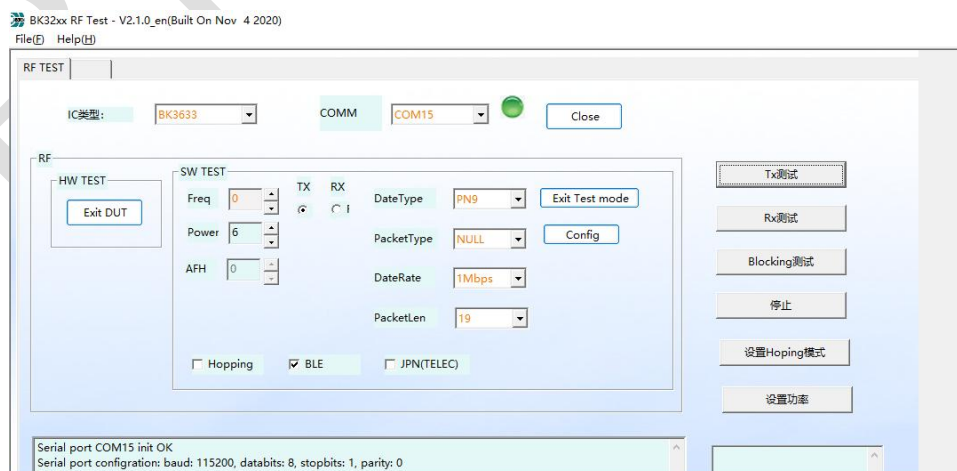 BK32xx RF Test - V2.1.0_en(Built On Nov 4 2020)
File(F) Help(H)
RF TEST
IC类型: BK3633 COMM COM15 Close
RF
HW TEST
Exit DUT
SW TEST
Freq 0 TX RX DateType PN9 Exit Test mode
Power 6 PacketType NULL Config
AFH 0 DateRate 1Mbps
PacketLen 19
Hopping BLE JPN(TELEC)
Tx测试
Rx测试
Blocking测试
停止
设置Hoping模式
设置功率
Serial port COM15 init OK
Serial port configration: baud: 115200, databits: 8, stopbits: 1, parity: 0